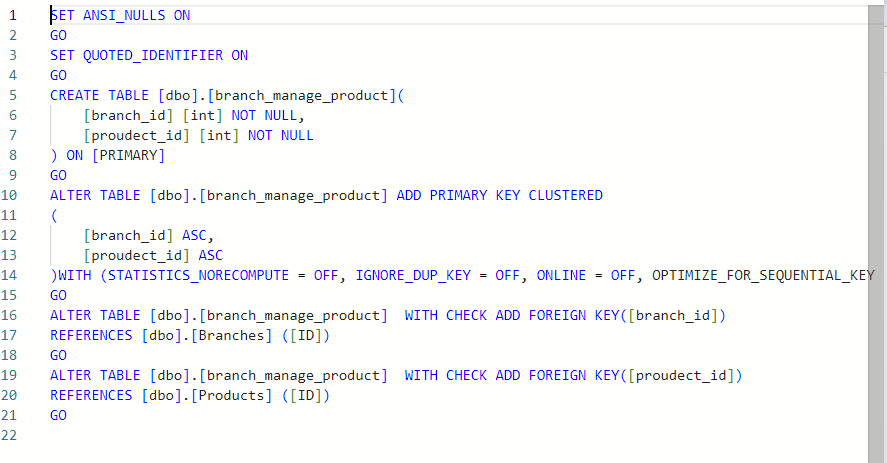 1 SET ANSI_NULLS ON
2 GO
3 SET QUOTED_IDENTIFIER ON
4 GO
5 CREATE TABLE [dbo].[branch_manage_product](
6     [branch_id] [int] NOT NULL,
7     [proudect_id] [int] NOT NULL
8 ) ON [PRIMARY]
9 GO
10 ALTER TABLE [dbo].[branch_manage_product] ADD PRIMARY KEY CLUSTERED
11 (
12     [branch_id] ASC,
13     [proudect_id] ASC
14 )WITH (STATISTICS_NORECOMPUTE = OFF, IGNORE_DUP_KEY = OFF, ONLINE = OFF, OPTIMIZE_FOR_SEQUENTIAL_KEY
15 GO
16 ALTER TABLE [dbo].[branch_manage_product]  WITH CHECK ADD FOREIGN KEY([branch_id])
17 REFERENCES [dbo].[Branches] ([ID])
18 GO
19 ALTER TABLE [dbo].[branch_manage_product]  WITH CHECK ADD FOREIGN KEY([proudect_id])
20 REFERENCES [dbo].[Products] ([ID])
21 GO
22